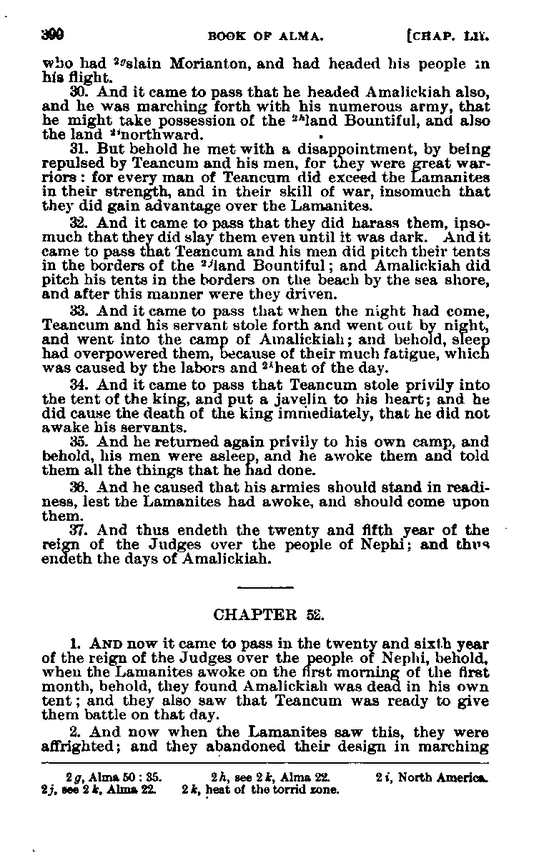 390 BOOK OF ALMA. [CHAP. LII.
who had ²ᵍslain Morianton, and had headed his people in
his flight.
30. And it came to pass that he headed Amalickiah also,
and he was marching forth with his numerous army, that
he might take possession of the ²ʰland Bountiful, and also
the land ²ⁱnorthward.
31. But behold he met with a disappointment, by being
repulsed by Teancum and his men, for they were great war-
riors: for every man of Teancum did exceed the Lamanites
in their strength, and in their skill of war, insomuch that
they did gain advantage over the Lamanites.
32. And it came to pass that they did harass them, inso-
much that they did slay them even until it was dark. And it
came to pass that Teancum and his men did pitch their tents
in the borders of the ²ʲland Bountiful; and Amalickiah did
pitch his tents in the borders on the beach by the sea shore,
and after this manner were they driven.
33. And it came to pass that when the night had come,
Teancum and his servant stole forth and went out by night,
and went into the camp of Amalickiah; and behold, sleep
had overpowered them, because of their much fatigue, which
was caused by the labors and ²ᵏheat of the day.
34. And it came to pass that Teancum stole privily into
the tent of the king, and put a javelin to his heart; and he
did cause the death of the king immediately, that he did not
awake his servants.
35. And he returned again privily to his own camp, and
behold, his men were asleep, and he awoke them and told
them all the things that he had done.
36. And he caused that his armies should stand in readi-
ness, lest the Lamanites had awoke, and should come upon
them.
37. And thus endeth the twenty and fifth year of the
reign of the Judges over the people of Nephi; and thus
endeth the days of Amalickiah.
CHAPTER 52.
1. AND now it came to pass in the twenty and sixth year
of the reign of the Judges over the people of Nephi, behold,
when the Lamanites awoke on the first morning of the first
month, behold, they found Amalickiah was dead in his own
tent; and they also saw that Teancum was ready to give
them battle on that day.
2. And now when the Lamanites saw this, they were
affrighted; and they abandoned their design in marching
2 g, Alma 50 : 35. 2 h, see 2 k, Alma 22. 2 i, North America.
2 j, see 2 k, Alma 22. 2 k, heat of the torrid zone.